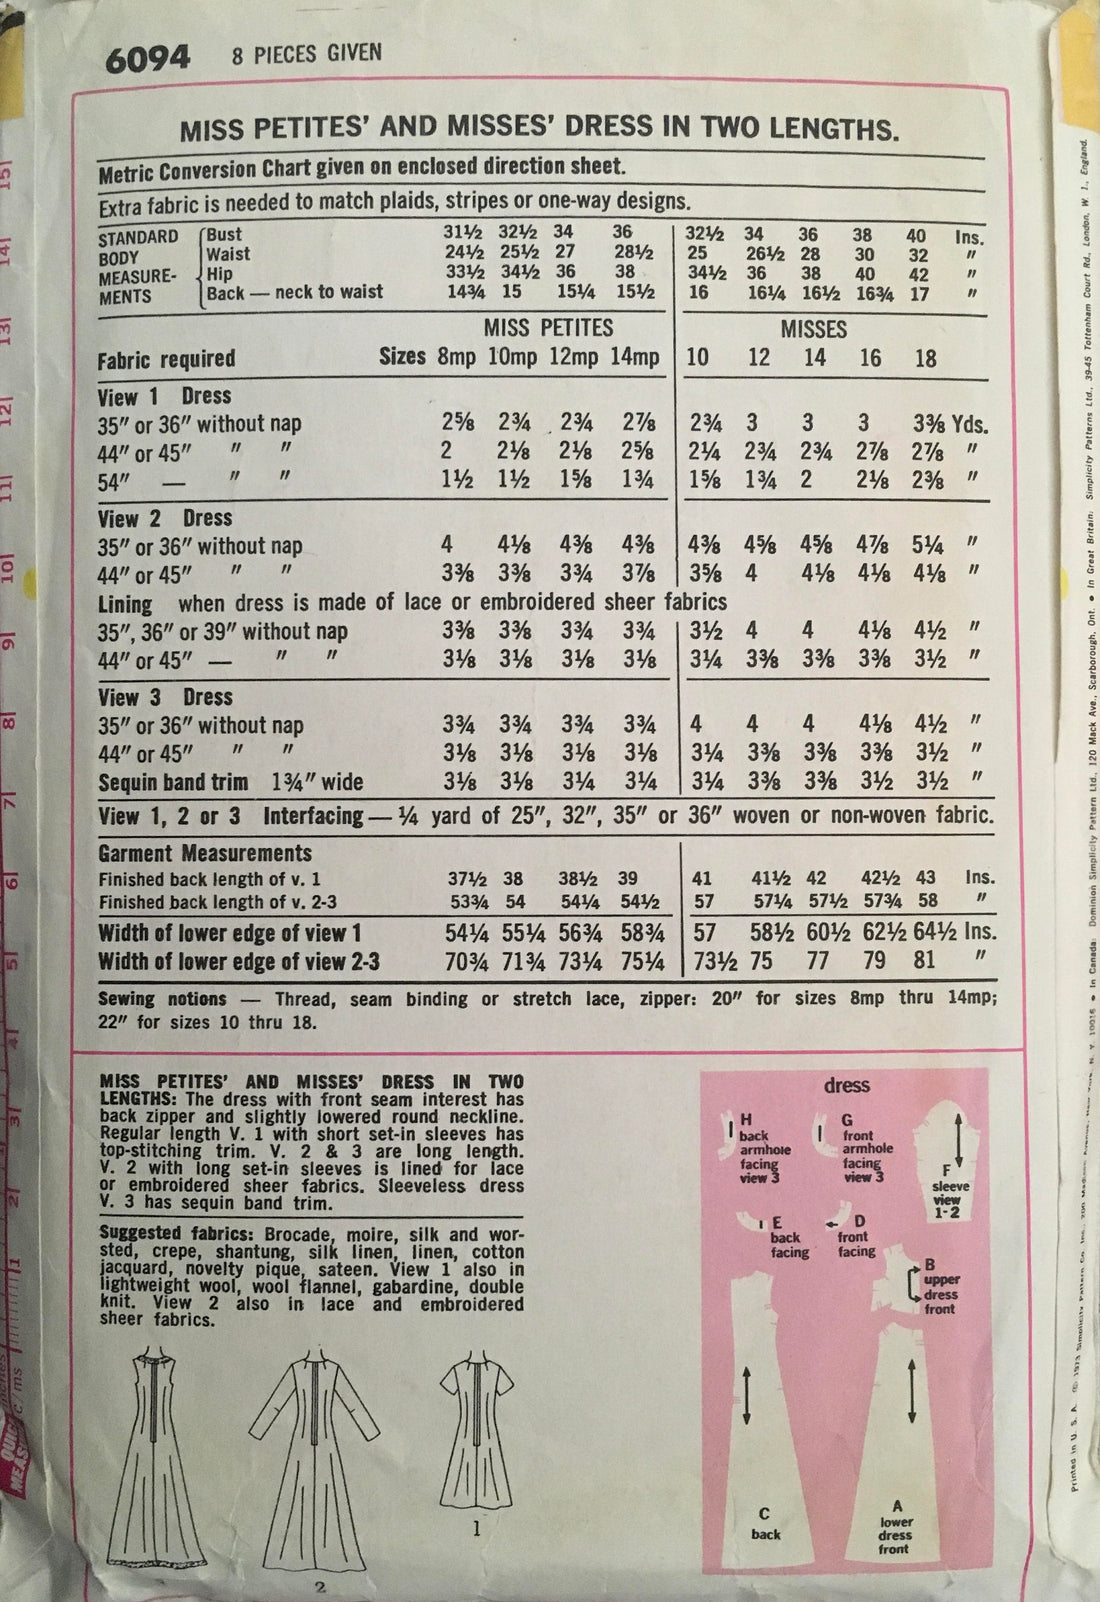 6094 8 PIECES GIVEN
MISS PETITES' AND MISSES' DRESS IN TWO LENGTHS.
Metric Conversion Chart given on enclosed direction sheet.
Extra fabric is needed to match plaids, stripes or one-way designs.
STANDARD BODY MEASURE-MENTS
Bust 31½ 32½ 34 36 32½ 34 36 38 40 Ins.
Waist 24½ 25½ 27 28½ 25 26½ 28 30 32 "
Hip 33½ 34½ 36 38 34½ 36 38 40 42 "
Back — neck to waist 14¾ 15 15¼ 15½ 16 16¼ 16½ 16¾ 17 "
MISS PETITES MISSES
Fabric required Sizes 8mp 10mp 12mp 14mp 10 12 14 16 18
View 1 Dress
35" or 36" without nap 2⅝ 2¾ 2¾ 2⅞ 2¾ 3 3 3 3⅜ Yds.
44" or 45" " " 2 2⅛ 2⅛ 2⅝ 2¼ 2¾ 2¾ 2⅞ 2⅞ "
54" — " " 1½ 1½ 1⅝ 1¾ 1⅝ 1¾ 2 2⅛ 2⅜ "
View 2 Dress
35" or 36" without nap 4 4⅛ 4⅜ 4⅜ 4⅜ 4⅝ 4⅝ 4⅞ 5¼ "
44" or 45" " " 3⅜ 3⅜ 3¾ 3⅞ 3⅝ 4 4⅛ 4⅛ 4⅛ "
Lining when dress is made of lace or embroidered sheer fabrics
35", 36" or 39" without nap 3⅜ 3⅜ 3¾ 3¾ 3½ 4 4 4⅛ 4½ "
44" or 45" — " " 3⅛ 3⅛ 3⅛ 3⅛ 3¼ 3⅜ 3⅜ 3⅜ 3½ "
View 3 Dress
35" or 36" without nap 3¾ 3¾ 3¾ 3¾ 4 4 4 4⅛ 4½ "
44" or 45" " " 3⅛ 3⅛ 3⅛ 3⅛ 3¼ 3⅜ 3⅜ 3⅜ 3½ "
Sequin band trim 1¾" wide 3⅛ 3⅛ 3¼ 3¼ 3¼ 3⅜ 3⅜ 3½ 3½ "
View 1, 2 or 3 Interfacing — ¼ yard of 25", 32", 35" or 36" woven or non-woven fabric.
Garment Measurements
Finished back length of v. 1 37½ 38 38½ 39 41 41½ 42 42½ 43 Ins.
Finished back length of v. 2-3 53¾ 54 54¼ 54½ 57 57¼ 57½ 57¾ 58 "
Width of lower edge of view 1 54¼ 55¼ 56¾ 58¾ 57 58½ 60½ 62½ 64½ Ins.
Width of lower edge of view 2-3 70¾ 71¾ 73¼ 75¼ 73½ 75 77 79 81 "
Sewing notions — Thread, seam binding or stretch lace, zipper: 20" for sizes 8mp thru 14mp;
22" for sizes 10 thru 18.
MISS PETITES' AND MISSES' DRESS IN TWO
LENGTHS: The dress with front seam interest has
back zipper and slightly lowered round neckline.
Regular length V. 1 with short set-in sleeves has
top-stitching trim. V. 2 & 3 are long length.
V. 2 with long set-in sleeves is lined for lace
or embroidered sheer fabrics. Sleeveless dress
V. 3 has sequin band trim.
Suggested fabrics: Brocade, moire, silk and wor-
sted, crepe, shantung, silk linen, linen, cotton
jacquard, novelty pique, sateen. View 1 also in
lightweight wool, wool flannel, gabardine, double
knit. View 2 also in lace and embroidered
sheer fabrics.
2
1
dress
H
back
armhole
facing
view 3
G
front
armhole
facing
view 3
F
sleeve
view
1-2
E
back
facing
D
front
facing
B
upper
dress
front
C
back
A
lower
dress
front
15
14
13
12
11
10
9
8
7
6
5
4
3
2
1
c/ms
Printed in U. S. A. © 1973 Simplicity Pattern Co. Inc., 200 N. Y. 10016 • In Canada: Dominion Simplicity Pattern Ltd., 120 Mack Ave., Scarborough, Ont. • In Great Britain: Simplicity Patterns Ltd., 39-45 Tottenham Court Rd., London, W. 1., England.